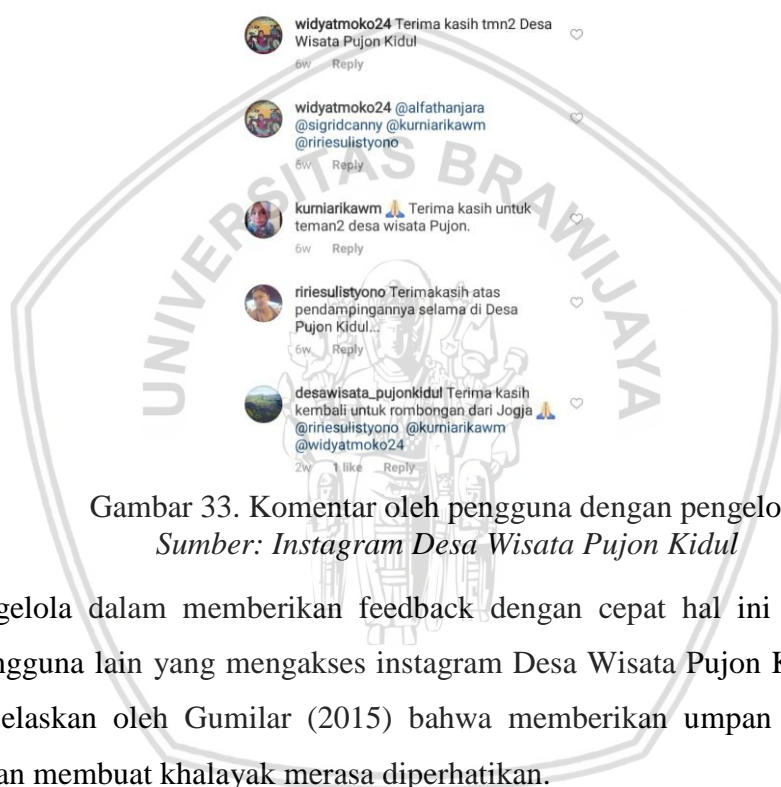 widyatmoko24 Terima kasih tmn2 Desa
Wisata Pujon Kidul
6w Reply
widyatmoko24 @alfathanjara
@sigridcanny @kurniarikawm
@ririesulistyono
6w Reply
kurniarikawm 🙏 Terima kasih untuk
teman2 desa wisata Pujon.
6w Reply
ririesulistyono Terimakasih atas
pendampingannya selama di Desa
Pujon Kidul...
6w Reply
desawisata_pujonkidul Terima kasih
kembali untuk rombongan dari Jogja 🙏
@ririesulistyono @kurniarikawm
@widyatmoko24
2w 1 like Reply
UNIVERSITAS BRAWIJAYA
Gambar 33. Komentar oleh pengguna dengan pengelo
Sumber: Instagram Desa Wisata Pujon Kidul
gelola dalam memberikan feedback dengan cepat hal ini
ngguna lain yang mengakses instagram Desa Wisata Pujon K
elaskan oleh Gumilar (2015) bahwa memberikan umpan
an membuat khalayak merasa diperhatikan.